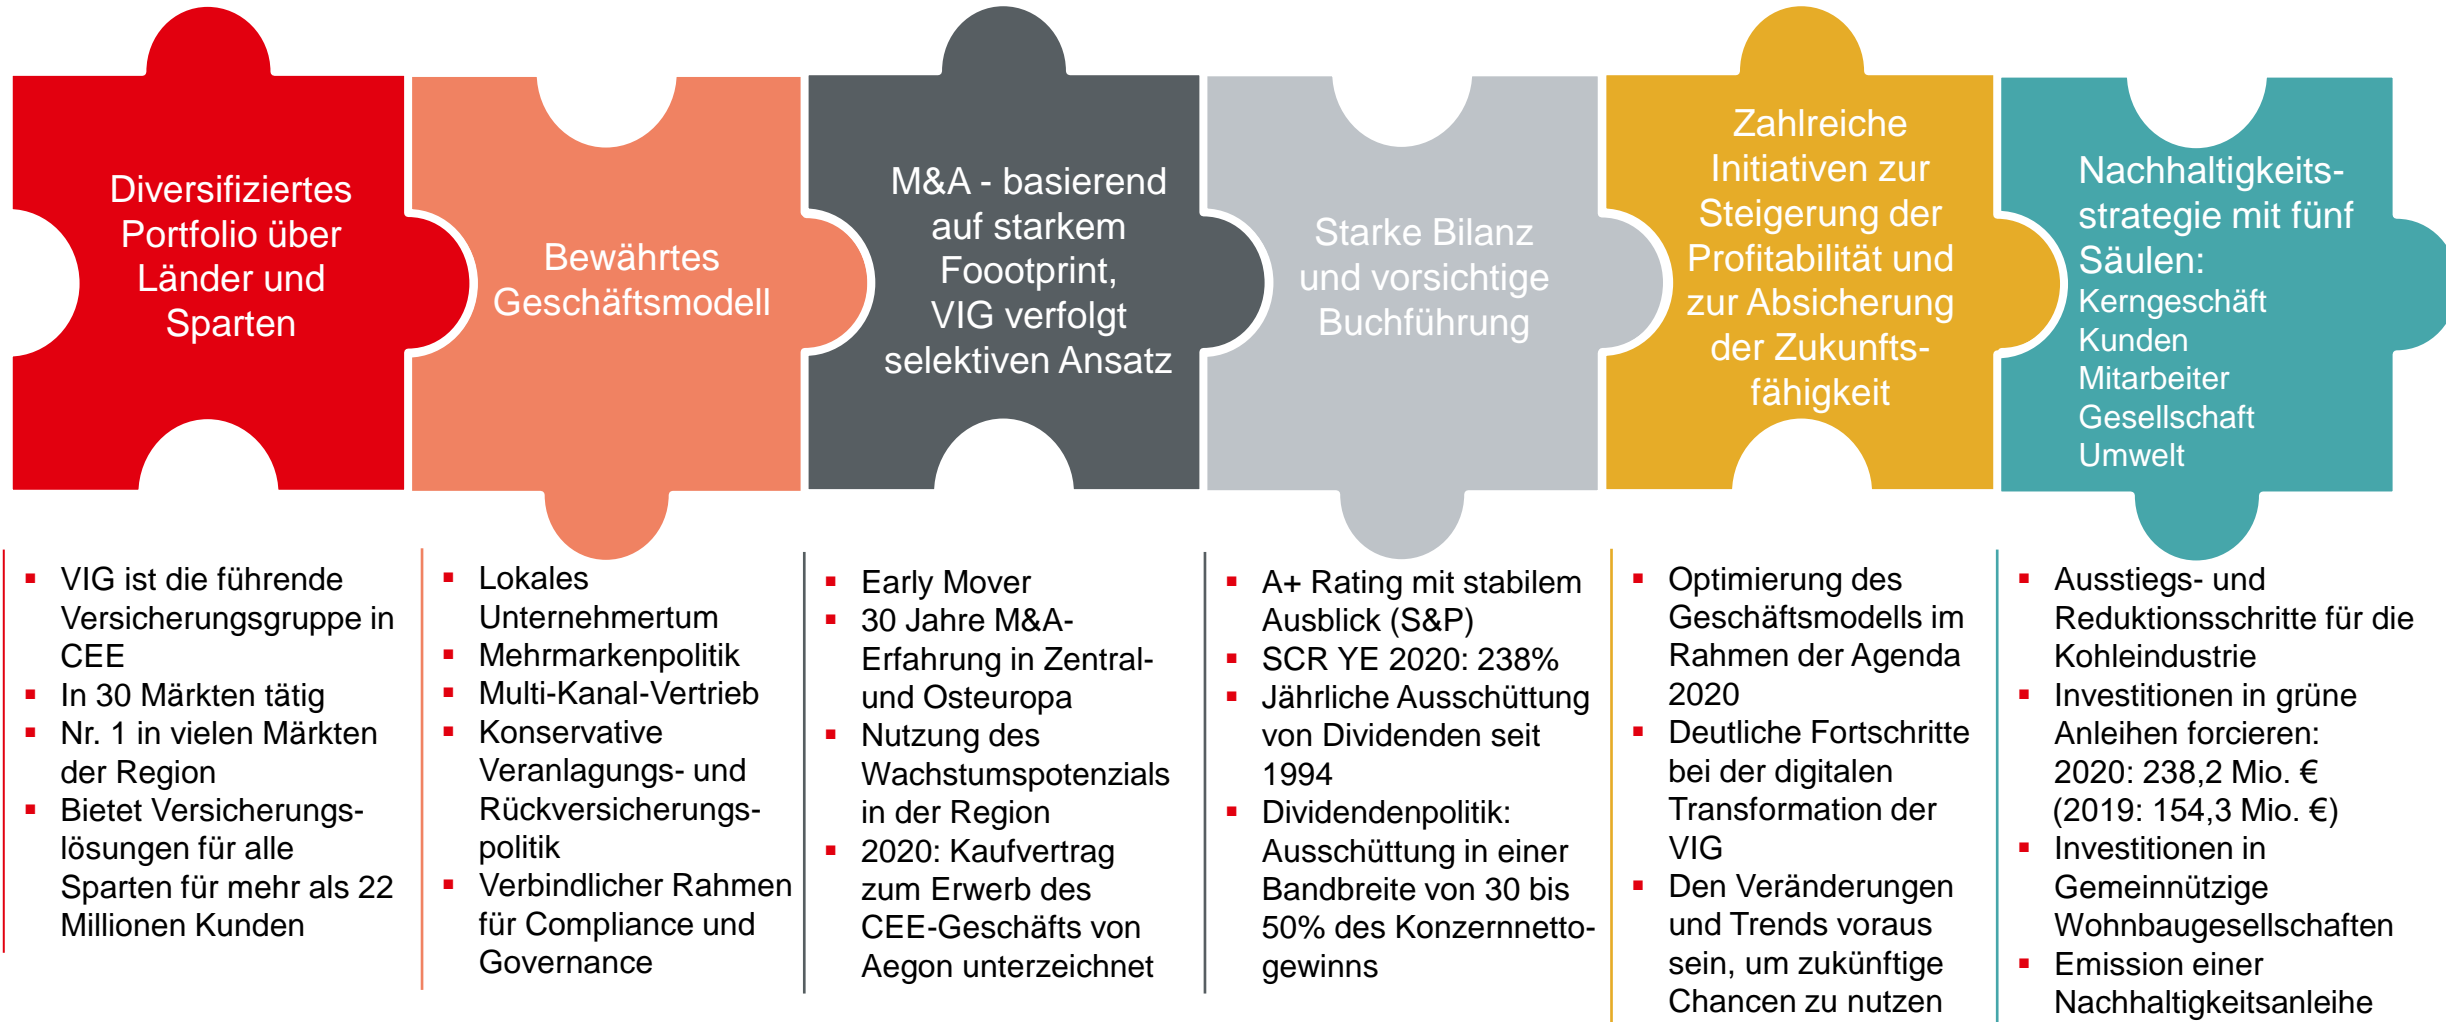 Diversifiziertes
Portfolio über
Länder und
Sparten
Bewährtes
Geschäftsmodell
M&A - basierend
auf starkem
Foootprint,
VIG verfolgt
selektiven Ansatz
Starke Bilanz
und vorsichtige
Buchführung
Zahlreiche
Initiativen zur
Steigerung der
Profitabilität und
zur Absicherung
der Zukunfts-
fähigkeit
Nachhaltigkeits-
strategie mit fünf
Säulen:
Kerngeschäft
Kunden
Mitarbeiter
Gesellschaft
Umwelt
▪ VIG ist die führende
Versicherungsgruppe in
CEE
▪ In 30 Märkten tätig
▪ Nr. 1 in vielen Märkten
der Region
▪ Bietet Versicherungs-
lösungen für alle
Sparten für mehr als 22
Millionen Kunden
▪ Lokales
Unternehmertum
▪ Mehrmarkenpolitik
▪ Multi-Kanal-Vertrieb
▪ Konservative
Veranlagungs- und
Rückversicherungs-
politik
▪ Verbindlicher Rahmen
für Compliance und
Governance
▪ Early Mover
▪ 30 Jahre M&A-
Erfahrung in Zentral-
und Osteuropa
▪ Nutzung des
Wachstumspotenzials
in der Region
▪ 2020: Kaufvertrag
zum Erwerb des
CEE-Geschäfts von
Aegon unterzeichnet
▪ A+ Rating mit stabilem
Ausblick (S&P)
▪ SCR YE 2020: 238%
▪ Jährliche Ausschüttung
von Dividenden seit
1994
▪ Dividendenpolitik:
Ausschüttung in einer
Bandbreite von 30 bis
50% des Konzernnetto-
gewinns
▪ Optimierung des
Geschäftsmodells im
Rahmen der Agenda
2020
▪ Deutliche Fortschritte
bei der digitalen
Transformation der
VIG
▪ Den Veränderungen
und Trends voraus
sein, um zukünftige
Chancen zu nutzen
▪ Ausstiegs- und
Reduktionsschritte für die
Kohleindustrie
▪ Investitionen in grüne
Anleihen forcieren:
2020: 238,2 Mio. €
(2019: 154,3 Mio. €)
▪ Investitionen in
Gemeinnützige
Wohnbaugesellschaften
▪ Emission einer
Nachhaltigkeitsanleihe